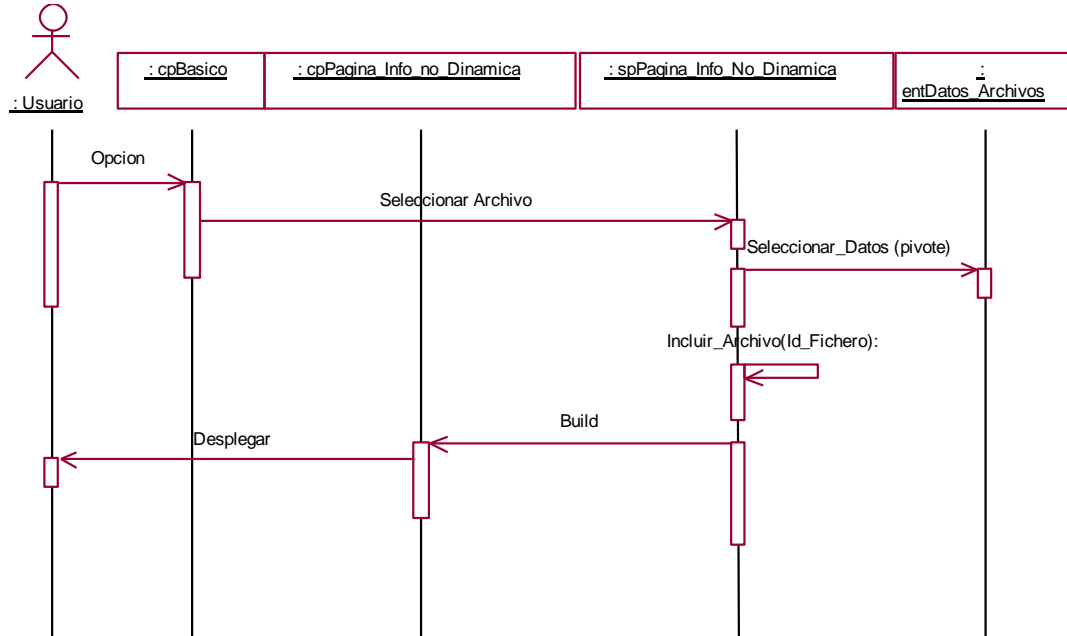 : Usuario
: cpBasico
: cpPagina_Info_no_Dinamica
: spPagina_Info_No_Dinamica
:
entDatos_Archivos
Opcion
Seleccionar Archivo
Seleccionar_Datos (pivote)
Incluir_Archivo(Id_Fichero):
Build
Desplegar